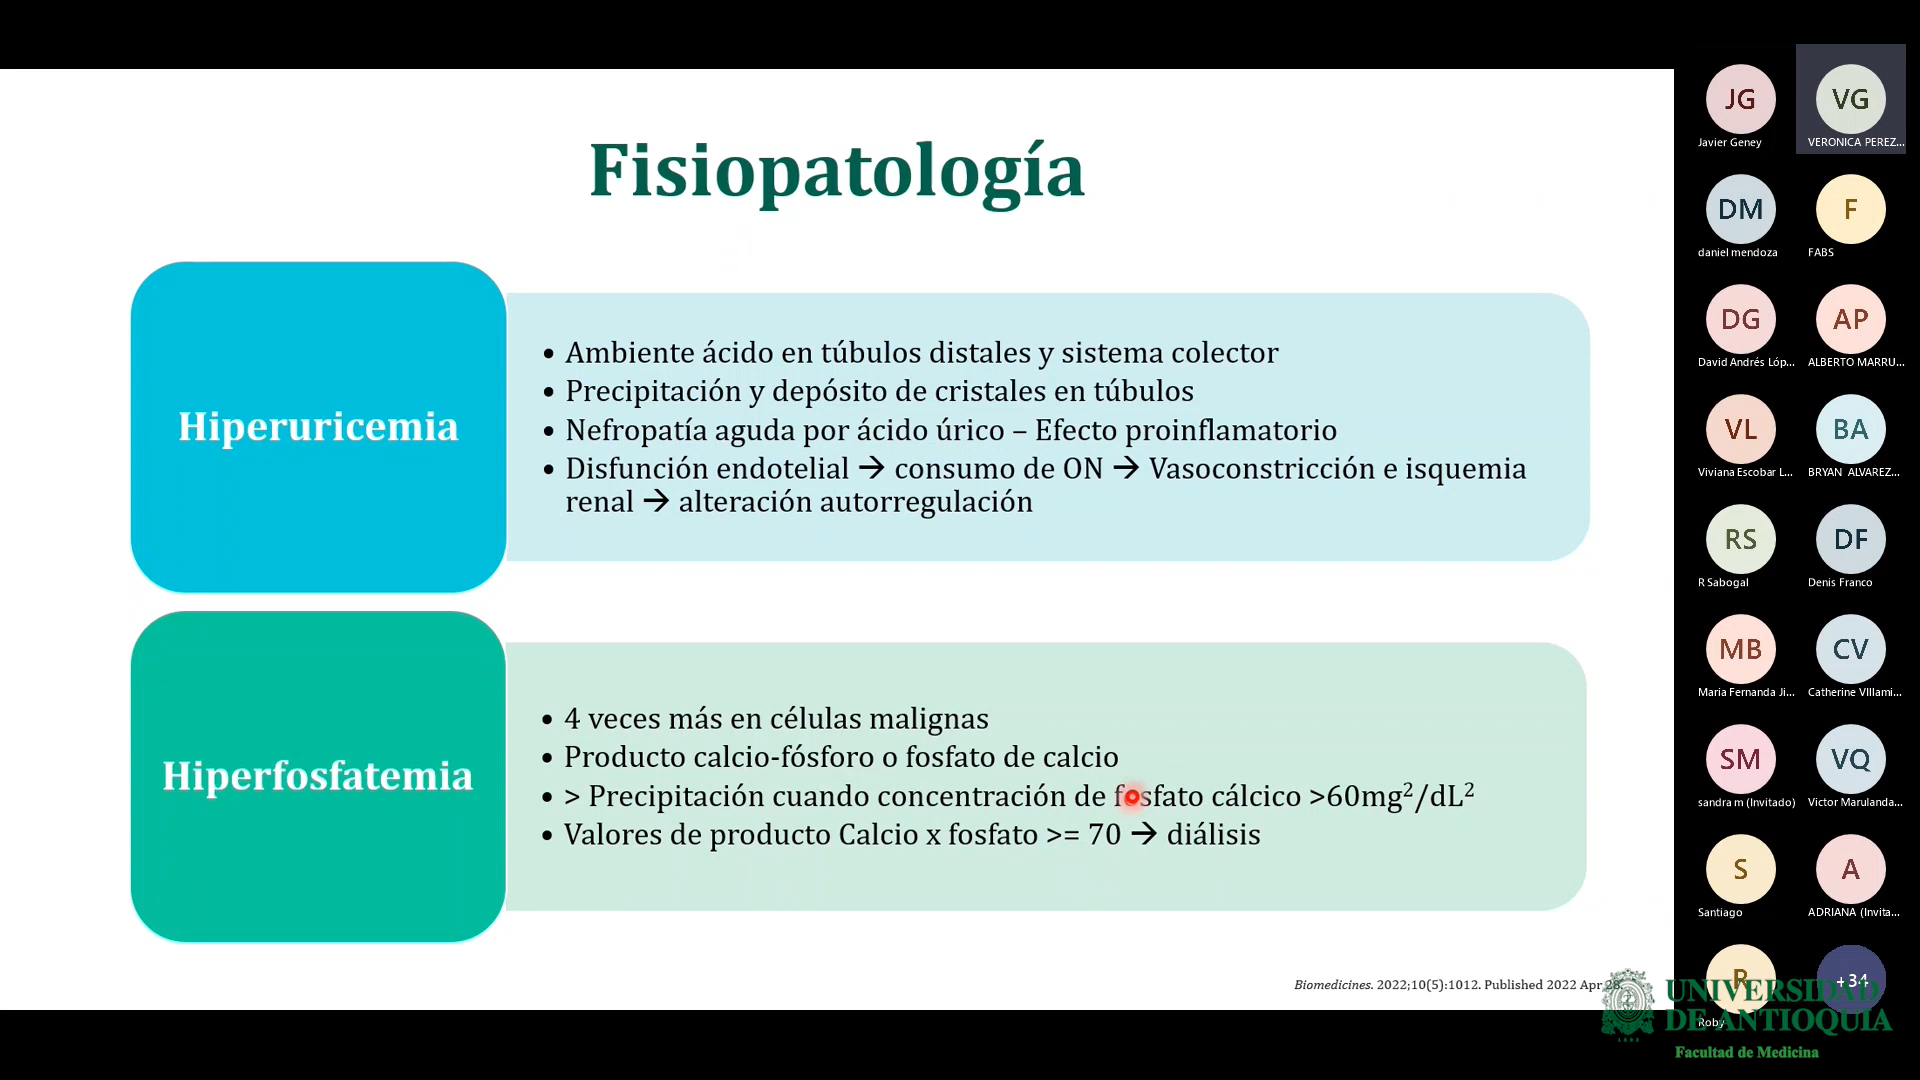 Fisiopatología
Hiperuricemia
• Ambiente ácido en túbulos distales y sistema colector
• Precipitación y depósito de cristales en túbulos
• Nefropatía aguda por ácido úrico – Efecto proinflamatorio
• Disfunción endotelial → consumo de ON → Vasoconstricción e isquemia
renal → alteración autorregulación
Hiperfosfatemia
• 4 veces más en células malignas
• Producto calcio-fósforo o fosfato de calcio
• > Precipitación cuando concentración de fosfato cálcico >60mg²/dL²
• Valores de producto Calcio x fosfato >= 70 → diálisis
Biomedicines. 2022;10(5):1012. Published 2022 Apr 28.
JG
Javier Geney
VG
VERONICA PEREZ...
DM
daniel mendoza
F
FABS
DG
David Andrés Lóp...
AP
ALBERTO MARRU...
VL
Viviana Escobar L...
BA
BRYAN ALVAREZ...
RS
R Sabogal
DF
Denis Franco
MB
Maria Fernanda Ji...
CV
Catherine VIllami...
SM
sandra m (Invitado)
VQ
Victor Marulanda...
S
Santiago
A
ADRIANA (Invita...
R
Roby
+34
UNIVERSIDAD
DE ANTIOQUIA
Facultad de Medicina